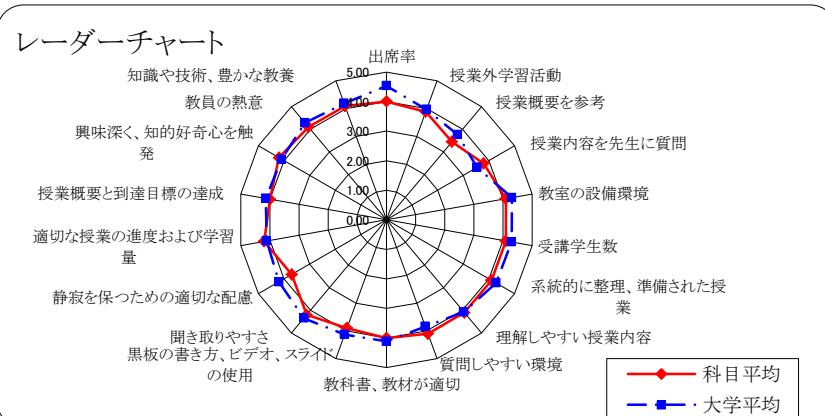 レーダーチャート
出席率
授業外学習活動
授業概要を参考
授業内容を先生に質問
教室の設備環境
受講学生数
系統的に整理、準備された授
業
理解しやすい授業内容
質問しやすい環境
教科書、教材が適切
黒板の書き方、ビデオ、スライド
の使用
聞き取りやすさ
静寂を保つための適切な配慮
適切な授業の進度および学習
量
授業概要と到達目標の達成
興味深く、知的好奇心を触
発
教員の熱意
知識や技術、豊かな教養
5.00
4.00
3.00
2.00
1.00
0.00
科目平均
大学平均